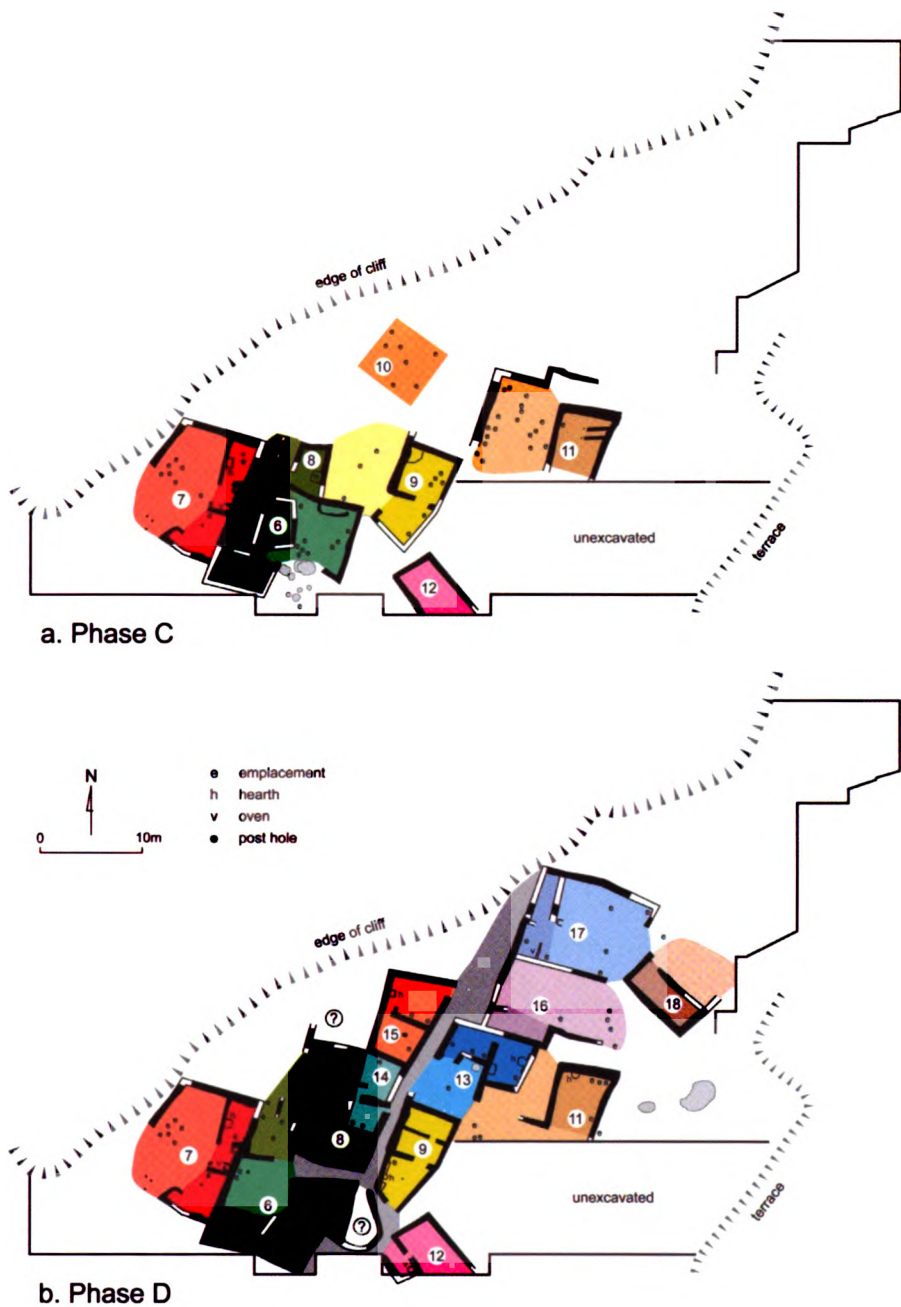 edge of cliff
10
11
8
7
9
6
unexcavated
terrace
12
a. Phase C
N
0 10m
e emplacement
h hearth
v oven
● post hole
edge of cliff
17
18
16
?
15
14
13
11
8
7
9
6
unexcavated
?
terrace
12
b. Phase D